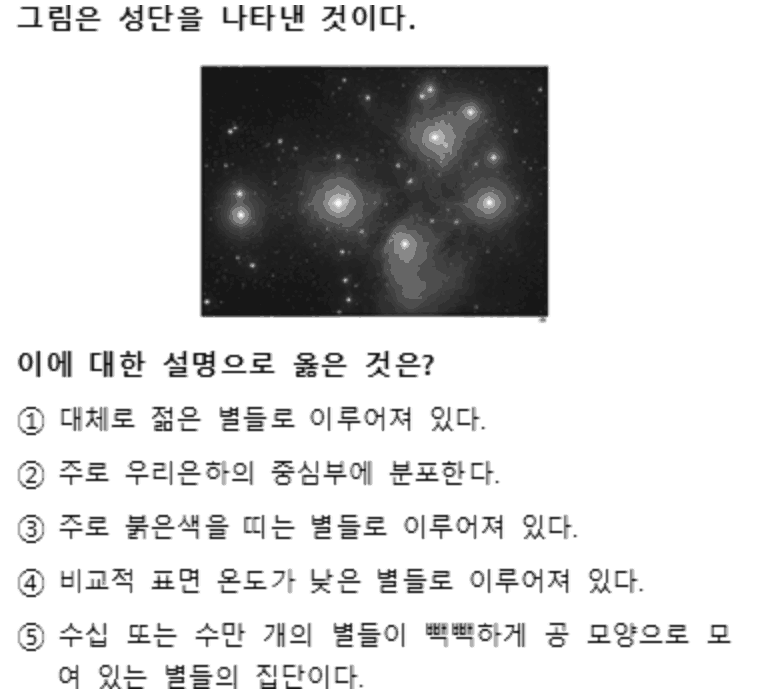 그림은 성단을 나타낸 것이다.
이에 대한 설명으로 옳은 것은?
① 대체로 젊은 별들로 이루어져 있다.
② 주로 우리은하의 중심부에 분포한다.
③ 주로 붉은색을 띠는 별들로 이루어져 있다.
④ 비교적 표면 온도가 낮은 별들로 이루어져 있다.
⑤ 수십 또는 수만 개의 별들이 빽빽하게 공 모양으로 모
여 있는 별들의 집단이다.